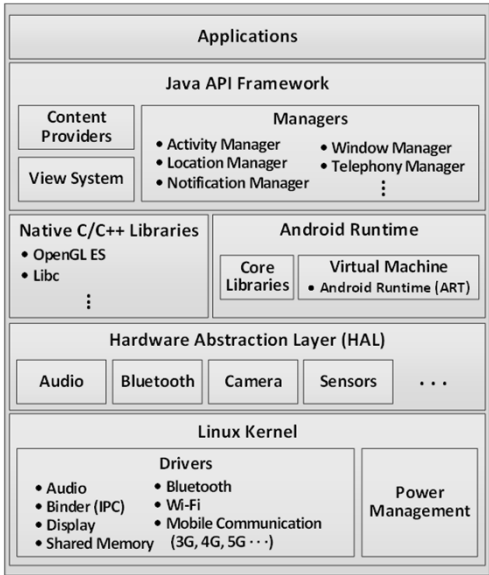 Applications
Java API Framework
Content
Providers
View System
Managers
• Activity Manager
• Location Manager
• Notification Manager
• Window Manager
• Telephony Manager
⋮
Native C/C++ Libraries
• OpenGL ES
• Libc
⋮
Android Runtime
Core
Libraries
Virtual Machine
• Android Runtime (ART)
Hardware Abstraction Layer (HAL)
Audio
Bluetooth
Camera
Sensors
· · ·
Linux Kernel
Drivers
• Audio
• Binder (IPC)
• Display
• Shared Memory
• Bluetooth
• Wi-Fi
• Mobile Communication
(3G, 4G, 5G · · ·)
Power
Management